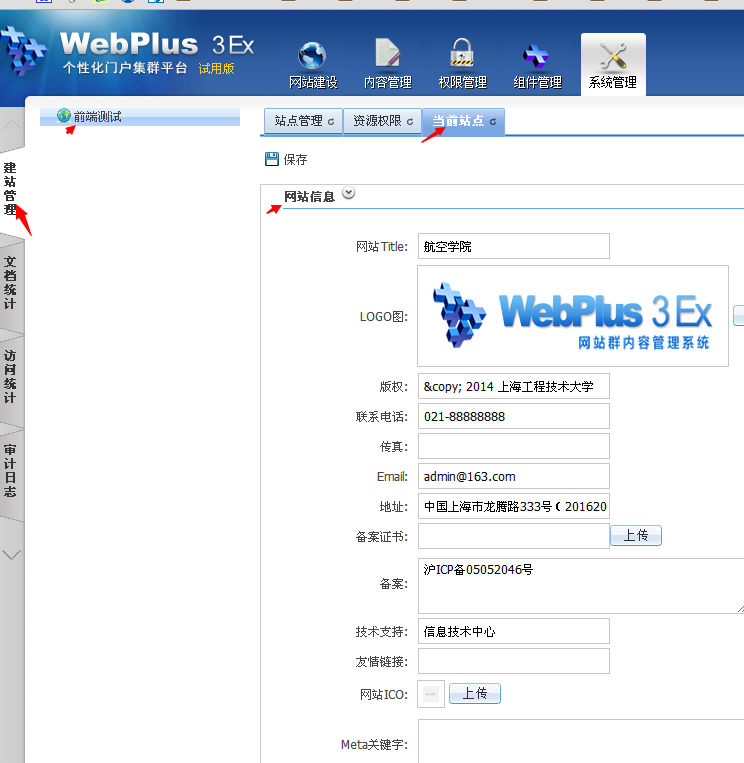 WebPlus 3 Ex
个性化门户集群平台 试用版
网站建设 内容管理 权限管理 组件管理 系统管理
建站管理
文档统计
访问统计
审计日志
前端测试
站点管理 资源权限 当前站点
保存
网站信息
网站Title: 航空学院
LOGO图: WebPlus 3 Ex
网站群内容管理系统
版权: &copy; 2014 上海工程技术大学
联系电话: 021-88888888
传真:
Email: admin@163.com
地址: 中国上海市龙腾路333号 ( 201620
备案证书: 上传
备案: 沪ICP备05052046号
技术支持: 信息技术中心
友情链接:
网站ICO: 上传
Meta关键字: